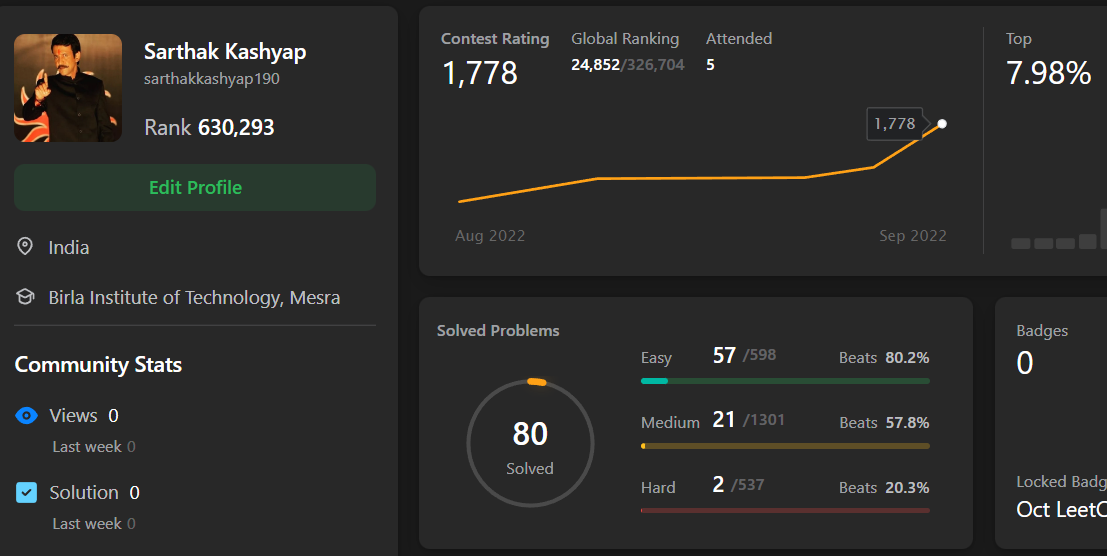 Sarthak Kashyap
sarthakkashyap190
Rank 630,293
Edit Profile
India
Birla Institute of Technology, Mesra
Community Stats
Views 0
Last week 0
Solution 0
Last week 0
Contest Rating Global Ranking Attended
1,778 24,852/326,704 5
1,778
Aug 2022 Sep 2022
Top
7.98%
Solved Problems
80
Solved
Easy 57 /598 Beats 80.2%
Medium 21 /1301 Beats 57.8%
Hard 2 /537 Beats 20.3%
Badges
0
Locked Badg
Oct LeetC